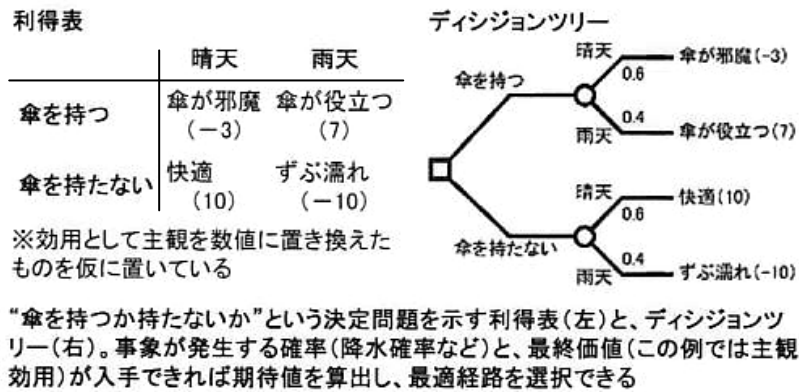 利得表
晴天 雨天
傘を持つ 傘が邪魔 傘が役立つ
(-3) (7)
傘を持たない 快適 ずぶ濡れ
(10) (-10)
※効用として主観を数値に置き換えた
ものを仮に置いている
ディシジョンツリー
晴天 傘が邪魔(-3)
0.6
傘を持つ
0.4
雨天 傘が役立つ(7)
晴天 快適(10)
0.6
傘を持たない
0.4
雨天 ずぶ濡れ(-10)
“傘を持つか持たないか”という決定問題を示す利得表(左)と、ディシジョンツ
リー(右)。事象が発生する確率(降水確率など)と、最終価値(この例では主観
効用)が入手できれば期待値を算出し、最適経路を選択できる